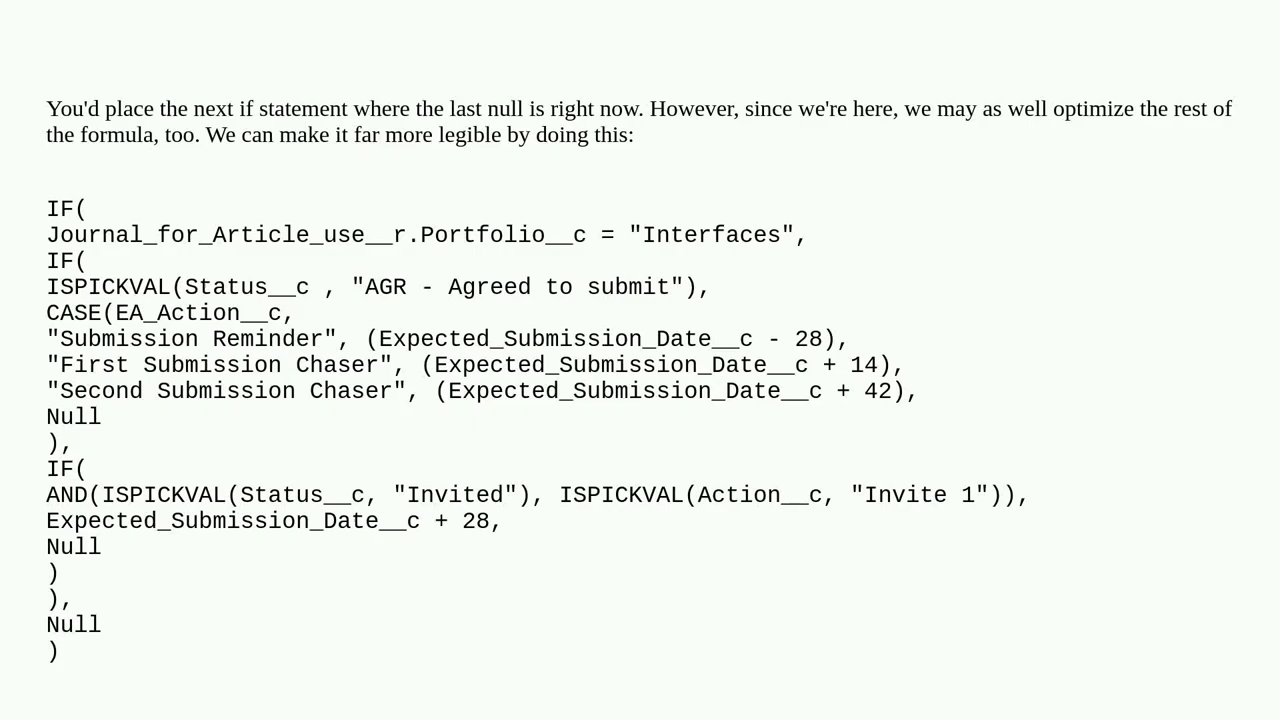 You'd place the next if statement where the last null is right now. However, since we're here, we may as well optimize the rest of
the formula, too. We can make it far more legible by doing this:
IF(
Journal_for_Article_use__r.Portfolio__c = "Interfaces",
IF(
ISPICKVAL(Status__c , "AGR - Agreed to submit"),
CASE(EA_Action__c,
"Submission Reminder", (Expected_Submission_Date__c - 28),
"First Submission Chaser", (Expected_Submission_Date__c + 14),
"Second Submission Chaser", (Expected_Submission_Date__c + 42),
Null
),
IF(
AND(ISPICKVAL(Status__c, "Invited"), ISPICKVAL(Action__c, "Invite 1")),
Expected_Submission_Date__c + 28,
Null
)
),
Null
)